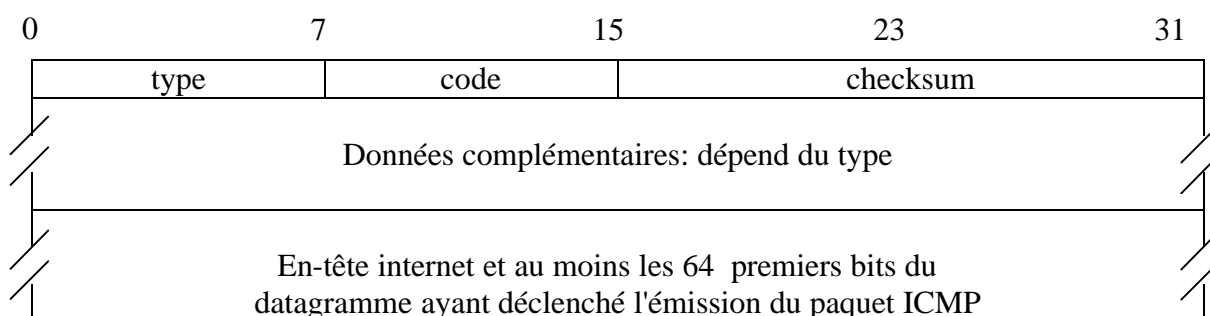 0 7 15 23 31
type code checksum
Données complémentaires: dépend du type
En-tête internet et au moins les 64 premiers bits du
datagramme ayant déclenché l'émission du paquet ICMP